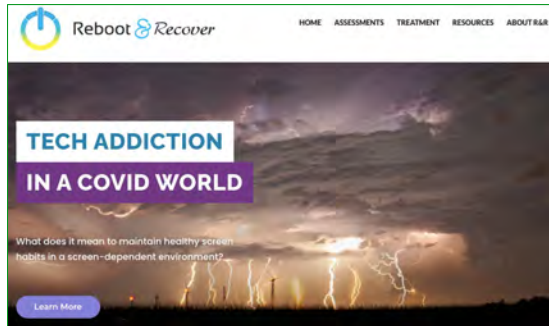 Reboot & Recover
HOME ASSESSMENTS TREATMENT RESOURCES ABOUT R&R
TECH ADDICTION
IN A COVID WORLD
What does it mean to maintain healthy screen
habits in a screen-dependent environment?
Learn More